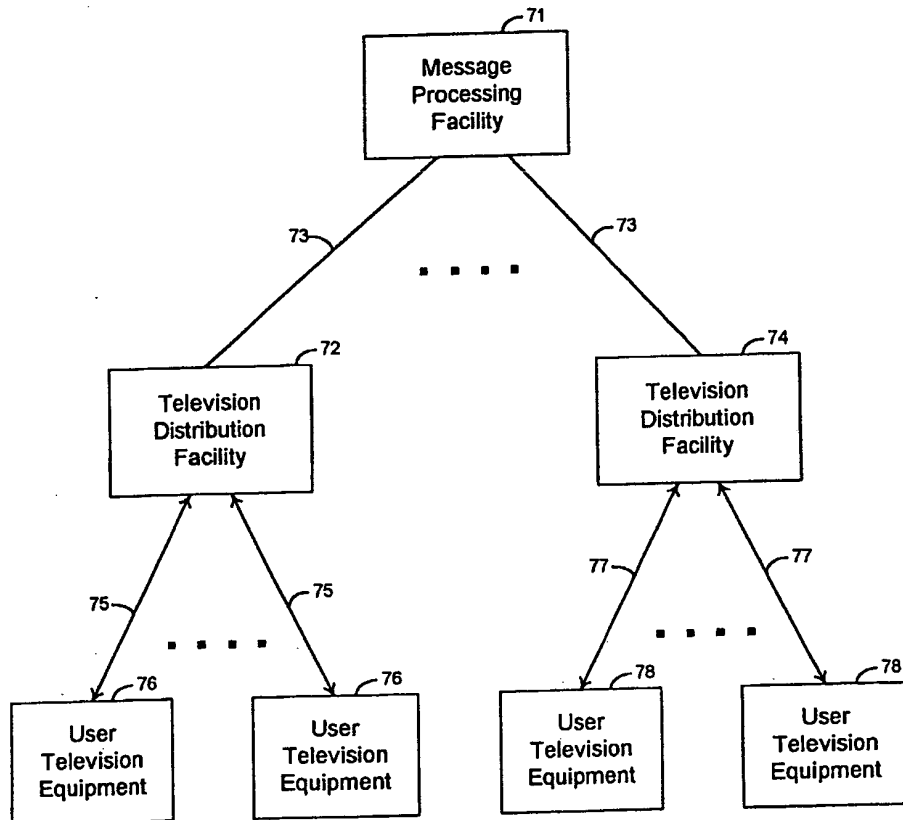 71
Message
Processing
Facility
73
73
72
Television
Distribution
Facility
74
Television
Distribution
Facility
75
75
77
77
76
User
Television
Equipment
76
User
Television
Equipment
78
User
Television
Equipment
78
User
Television
Equipment